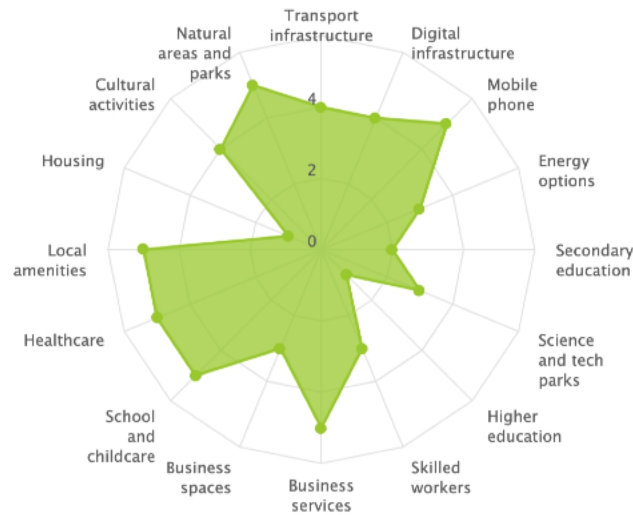 Transport
infrastructure
Digital
infrastructure
Mobile
phone
Energy
options
Secondary
education
Science
and tech
parks
Higher
education
Skilled
workers
Business
services
Business
spaces
School
and
childcare
Healthcare
Local
amenities
Housing
Cultural
activities
Natural
areas and
parks
4
2
0